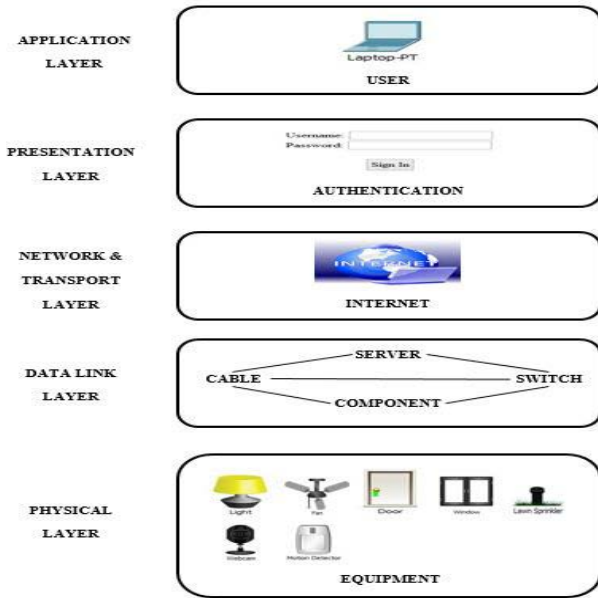 APPLICATION
LAYER
Laptop-PT
USER
PRESENTATION
LAYER
Username:
Password:
Sign In
AUTHENTICATION
NETWORK &
TRANSPORT
LAYER
INTERNET
INTERNET
DATA LINK
LAYER
SERVER
CABLE
SWITCH
COMPONENT
PHYSICAL
LAYER
Light
Fan
Door
Window
Lawn Sprinkler
Webcam
Motion Detector
EQUIPMENT